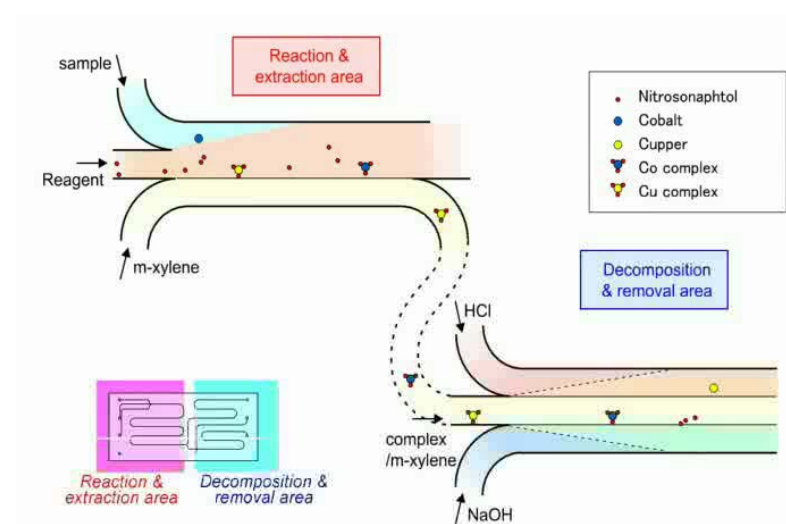 sample
Reaction &
extraction area
Nitrosonaphtol
Cobalt
Cupper
Co complex
Cu complex
Reagent
m-xylene
Decomposition
& removal area
HCl
complex
/m-xylene
NaOH
Reaction &
extraction area
Decomposition &
removal area